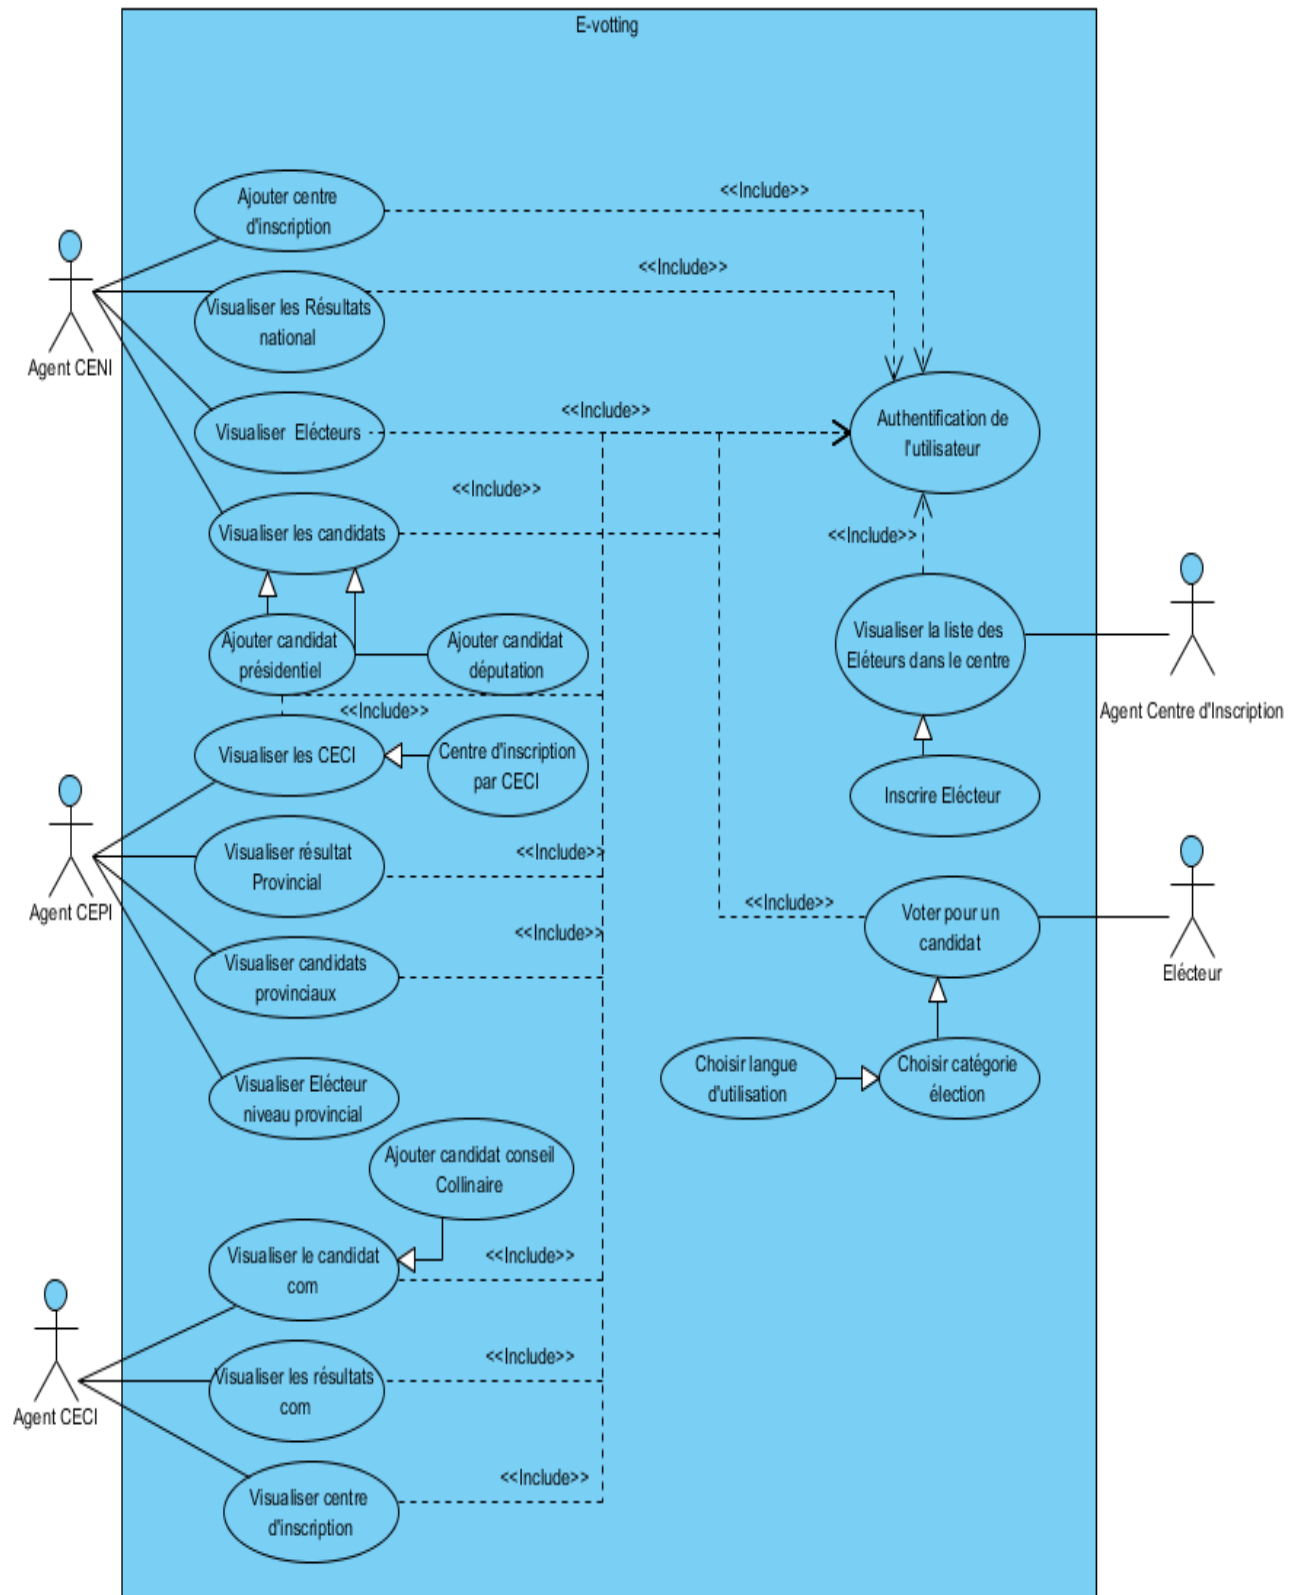 E-votting
Ajouter centre
d'inscription
<<Include>>
<<Include>>
Visualiser les Résultats
national
Agent CENI
<<Include>>
Visualiser Elécteurs
Authentification de
l'utilisateur
<<Include>>
Visualiser les candidats
<<Include>>
Ajouter candidat
présidentiel
Ajouter candidat
députation
Visualiser la liste des
Eléteurs dans le centre
Agent Centre d'Inscription
<<Include>>
Visualiser les CECI
Centre d'inscription
par CECI
Inscrire Elécteur
Visualiser résultat
Provincial
<<Include>>
Agent CEPI
<<Include>>
Voter pour un
candidat
Elécteur
<<Include>>
Visualiser candidats
provinciaux
Choisir langue
d'utilisation
Choisir catégorie
élection
Visualiser Elécteur
niveau provincial
Ajouter candidat conseil
Collinaire
Visualiser le candidat
com
<<Include>>
<<Include>>
Visualiser les résultats
com
Agent CECI
<<Include>>
Visualiser centre
d'inscription